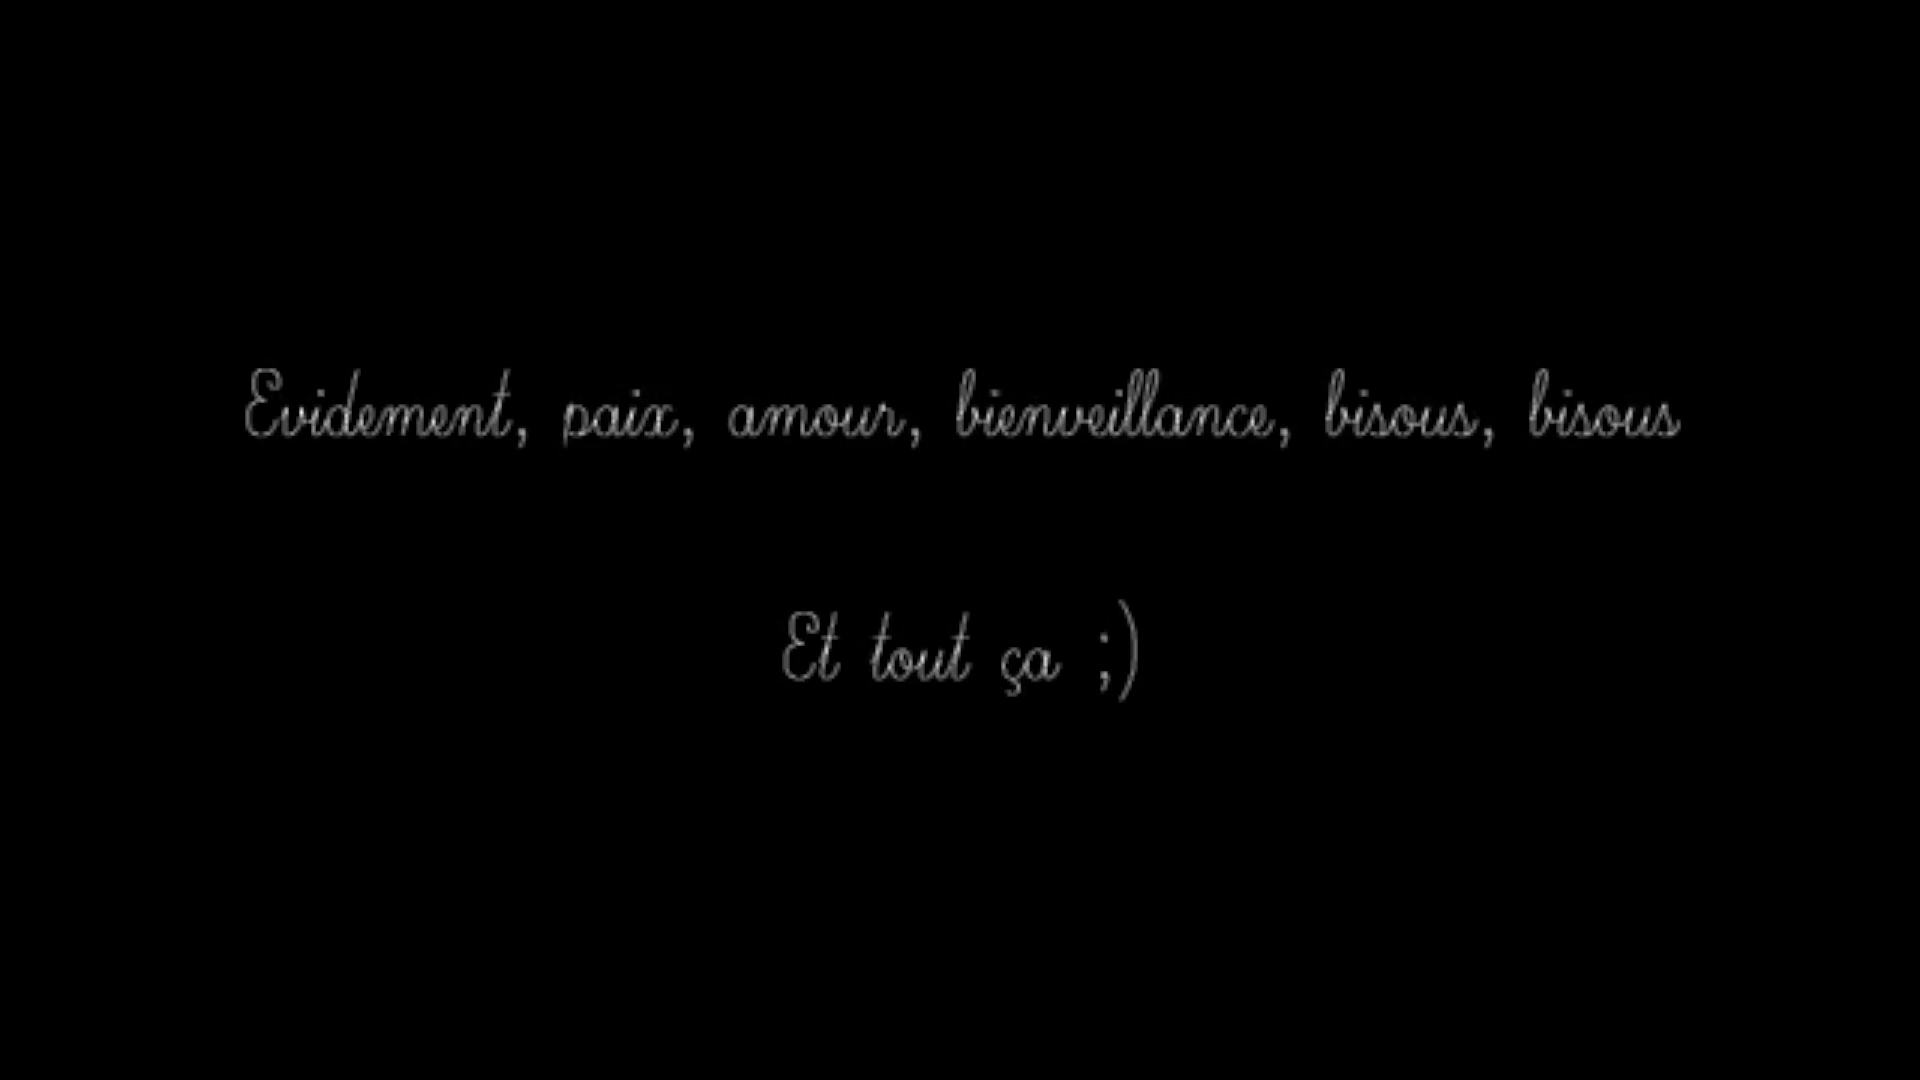 Evidement, paix, amour, bienveillance, bisous, bisous
Et tout ça ;)